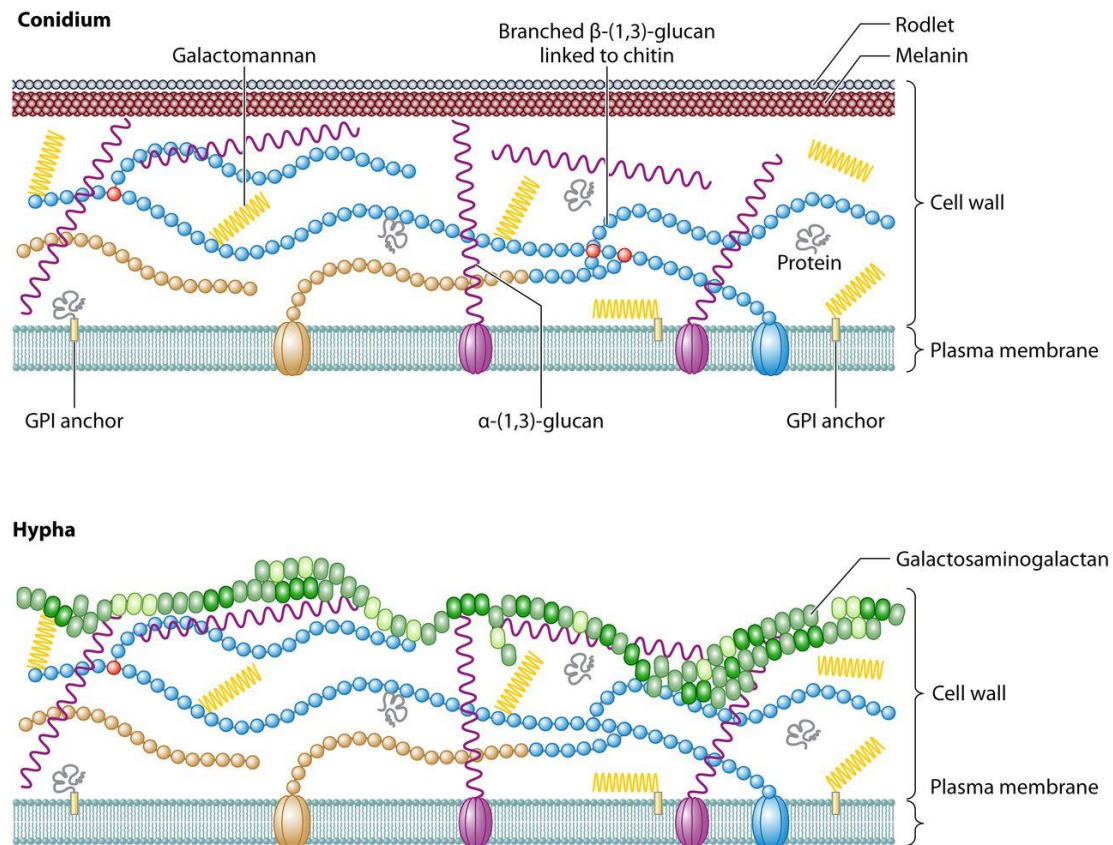 Conidium
Galactomannan
Branched β-(1,3)-glucan
linked to chitin
Rodlet
Melanin
Cell wall
Protein
Plasma membrane
GPI anchor
α-(1,3)-glucan
GPI anchor
Hypha
Galactosaminogalactan
Cell wall
Plasma membrane